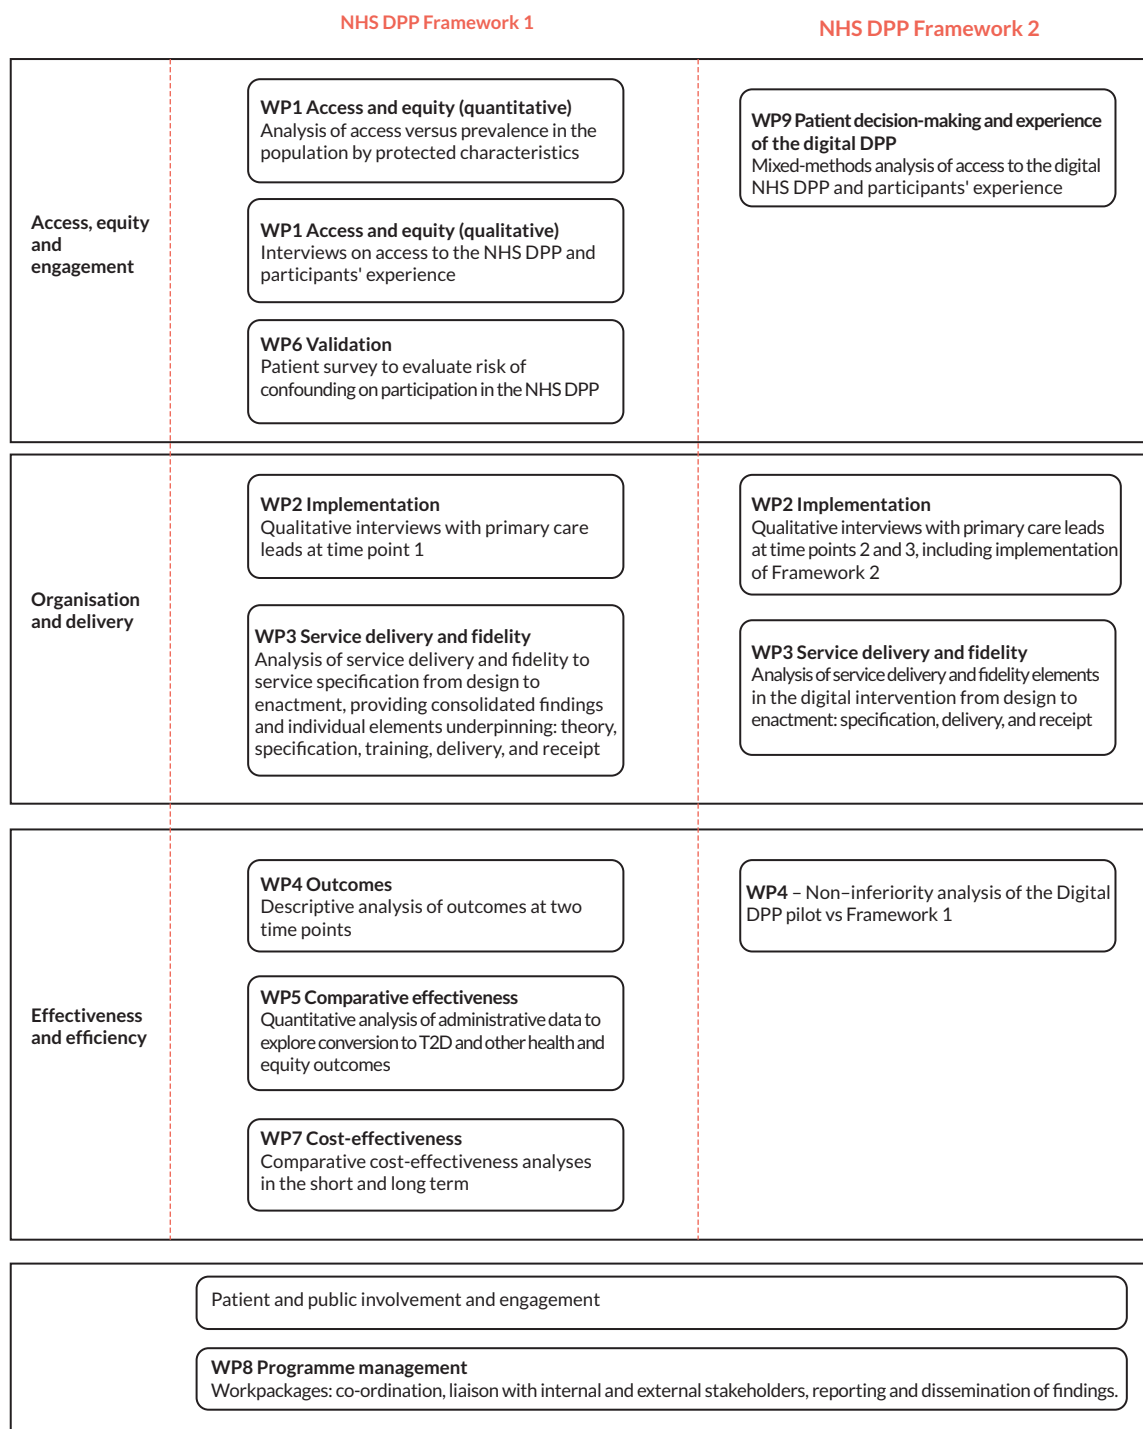 NHS DPP Framework 1
NHS DPP Framework 2
Access, equity
and
engagement
WP1 Access and equity (quantitative)
Analysis of access versus prevalence in the
population by protected characteristics
WP1 Access and equity (qualitative)
Interviews on access to the NHS DPP and
participants' experience
WP6 Validation
Patient survey to evaluate risk of
confounding on participation in the NHS DPP
WP9 Patient decision-making and experience
of the digital DPP
Mixed-methods analysis of access to the digital
NHS DPP and participants' experience
Organisation
and delivery
WP2 Implementation
Qualitative interviews with primary care
leads at time point 1
WP3 Service delivery and fidelity
Analysis of service delivery and fidelity to
service specification from design to
enactment, providing consolidated findings
and individual elements underpinning: theory,
specification, training, delivery, and receipt
WP2 Implementation
Qualitative interviews with primary care leads
at time points 2 and 3, including implementation
of Framework 2
WP3 Service delivery and fidelity
Analysis of service delivery and fidelity elements
in the digital intervention from design to
enactment: specification, delivery, and receipt
Effectiveness
and efficiency
WP4 Outcomes
Descriptive analysis of outcomes at two
time points
WP5 Comparative effectiveness
Quantitative analysis of administrative data to
explore conversion to T2D and other health and
equity outcomes
WP7 Cost-effectiveness
Comparative cost-effectiveness analyses
in the short and long term
WP4 – Non–inferiority analysis of the Digital
DPP pilot vs Framework 1
Patient and public involvement and engagement
WP8 Programme management
Workpackages: co-ordination, liaison with internal and external stakeholders, reporting and dissemination of findings.